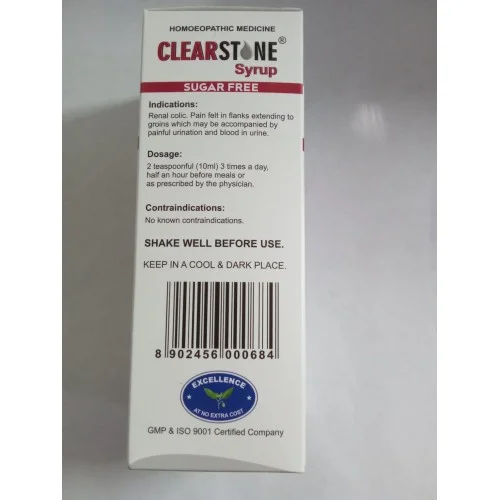 HOMOEOPATHIC MEDICINE
CLEARSTONE®
Syrup
SUGAR FREE
Indications:
Renal colic. Pain felt in flanks extending to
groins which may be accompanied by
painful urination and blood in urine.
Dosage:
2 teaspoonful (10ml) 3 times a day,
half an hour before meals or
as prescribed by the physician.
Contraindications:
No known contraindications.
SHAKE WELL BEFORE USE.
KEEP IN A COOL & DARK PLACE.
8 902456 000684
EXCELLENCE
AT NO EXTRA COST
GMP & ISO 9001 Certified Company